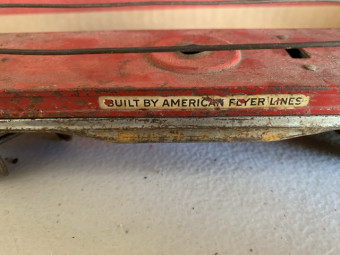 BUILT BY AMERICAN FLYER LINES